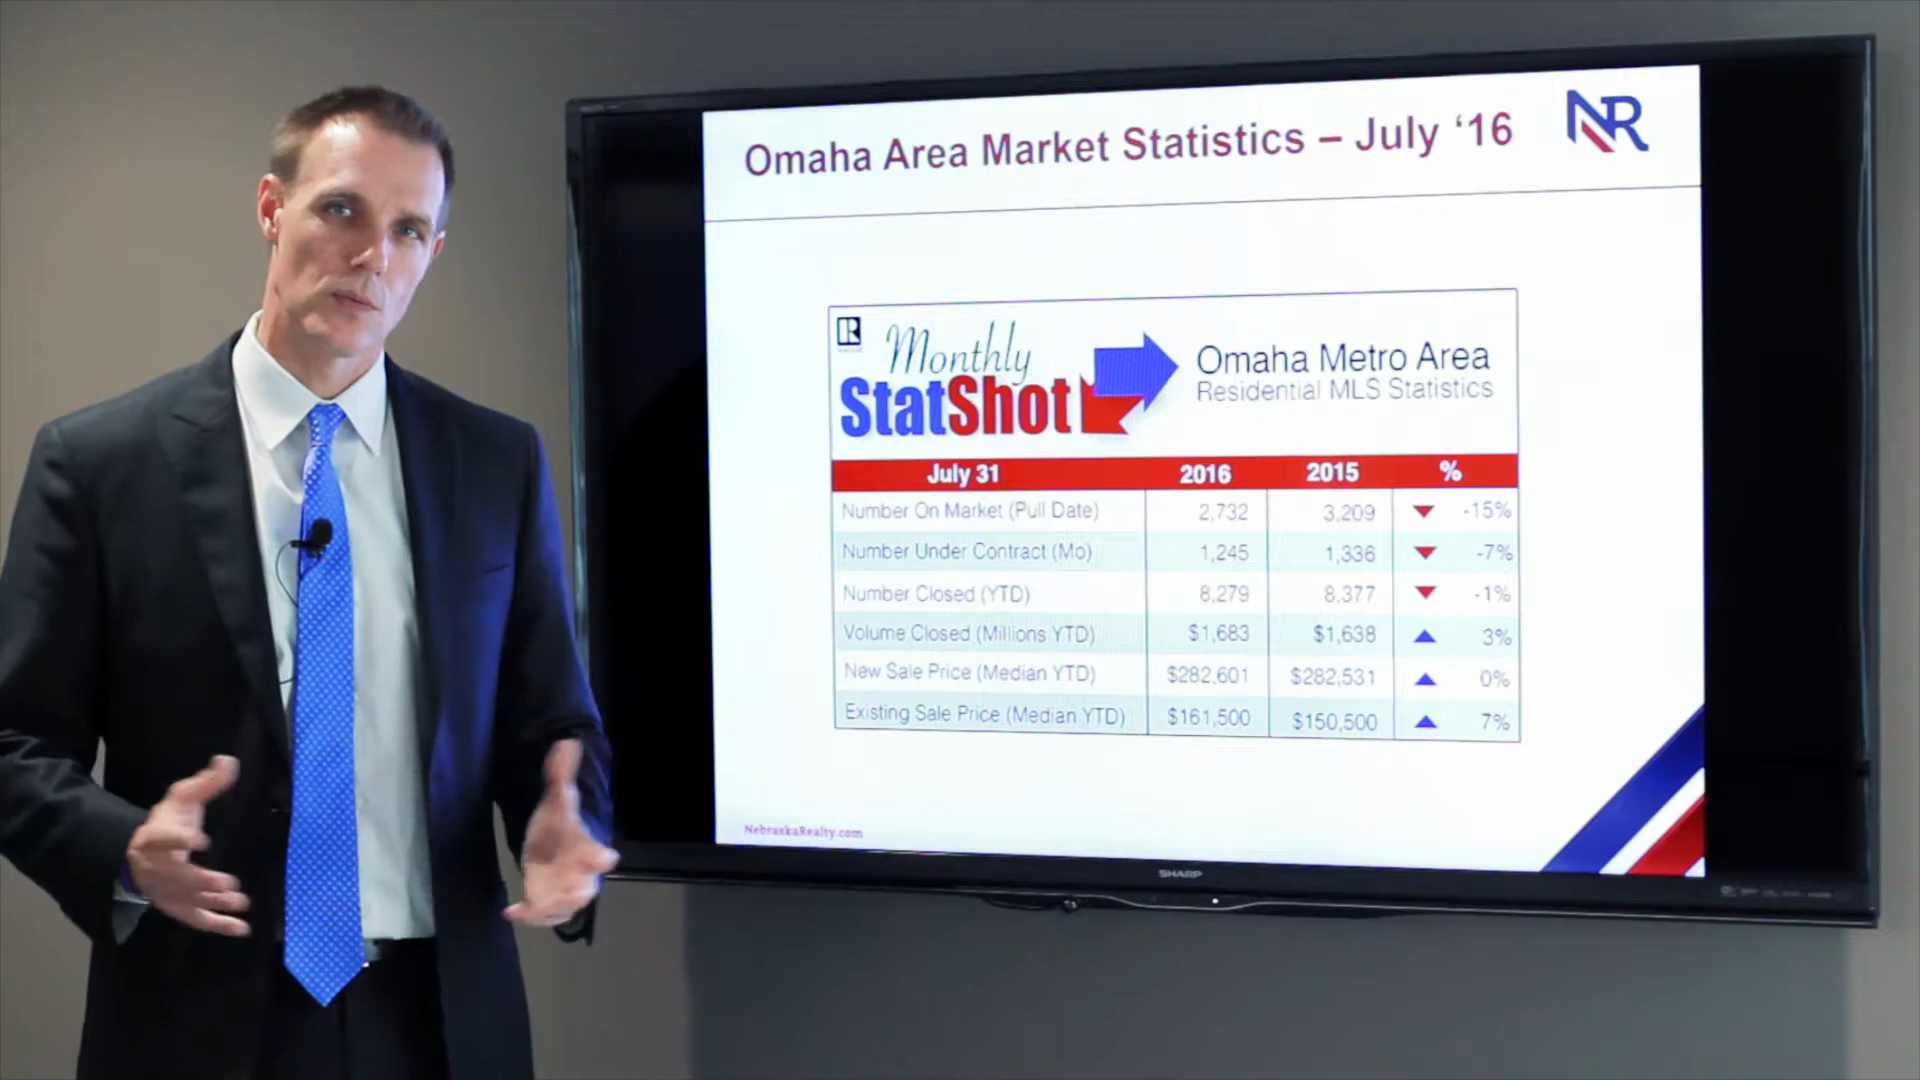 Omaha Area Market Statistics – July ‘16
NR
Monthly
StatShot
Omaha Metro Area
Residential MLS Statistics
July 31 2016 2015 %
Number On Market (Pull Date) 2,732 3,209 -15%
Number Under Contract (Mo) 1,245 1,336 -7%
Number Closed (YTD) 8,279 8,377 -1%
Volume Closed (Millions YTD) $1,683 $1,638 3%
New Sale Price (Median YTD) $282,601 $282,531 0%
Existing Sale Price (Median YTD) $161,500 $150,500 7%
NebraskaRealty.com
SHARP